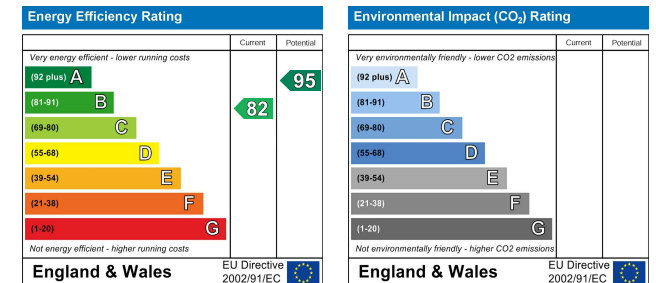 Energy Efficiency Rating
Current Potential
Very energy efficient - lower running costs
(92 plus) A
95
(81-91) B
82
(69-80) C
(55-68) D
(39-54) E
(21-38) F
(1-20) G
Not energy efficient - higher running costs
England & Wales
EU Directive
2002/91/EC
Environmental Impact (CO₂) Rating
Current Potential
Very environmentally friendly - lower CO2 emissions
(92 plus) A
(81-91) B
(69-80) C
(55-68) D
(39-54) E
(21-38) F
(1-20) G
Not environmentally friendly - higher CO2 emissions
England & Wales
EU Directive
2002/91/EC